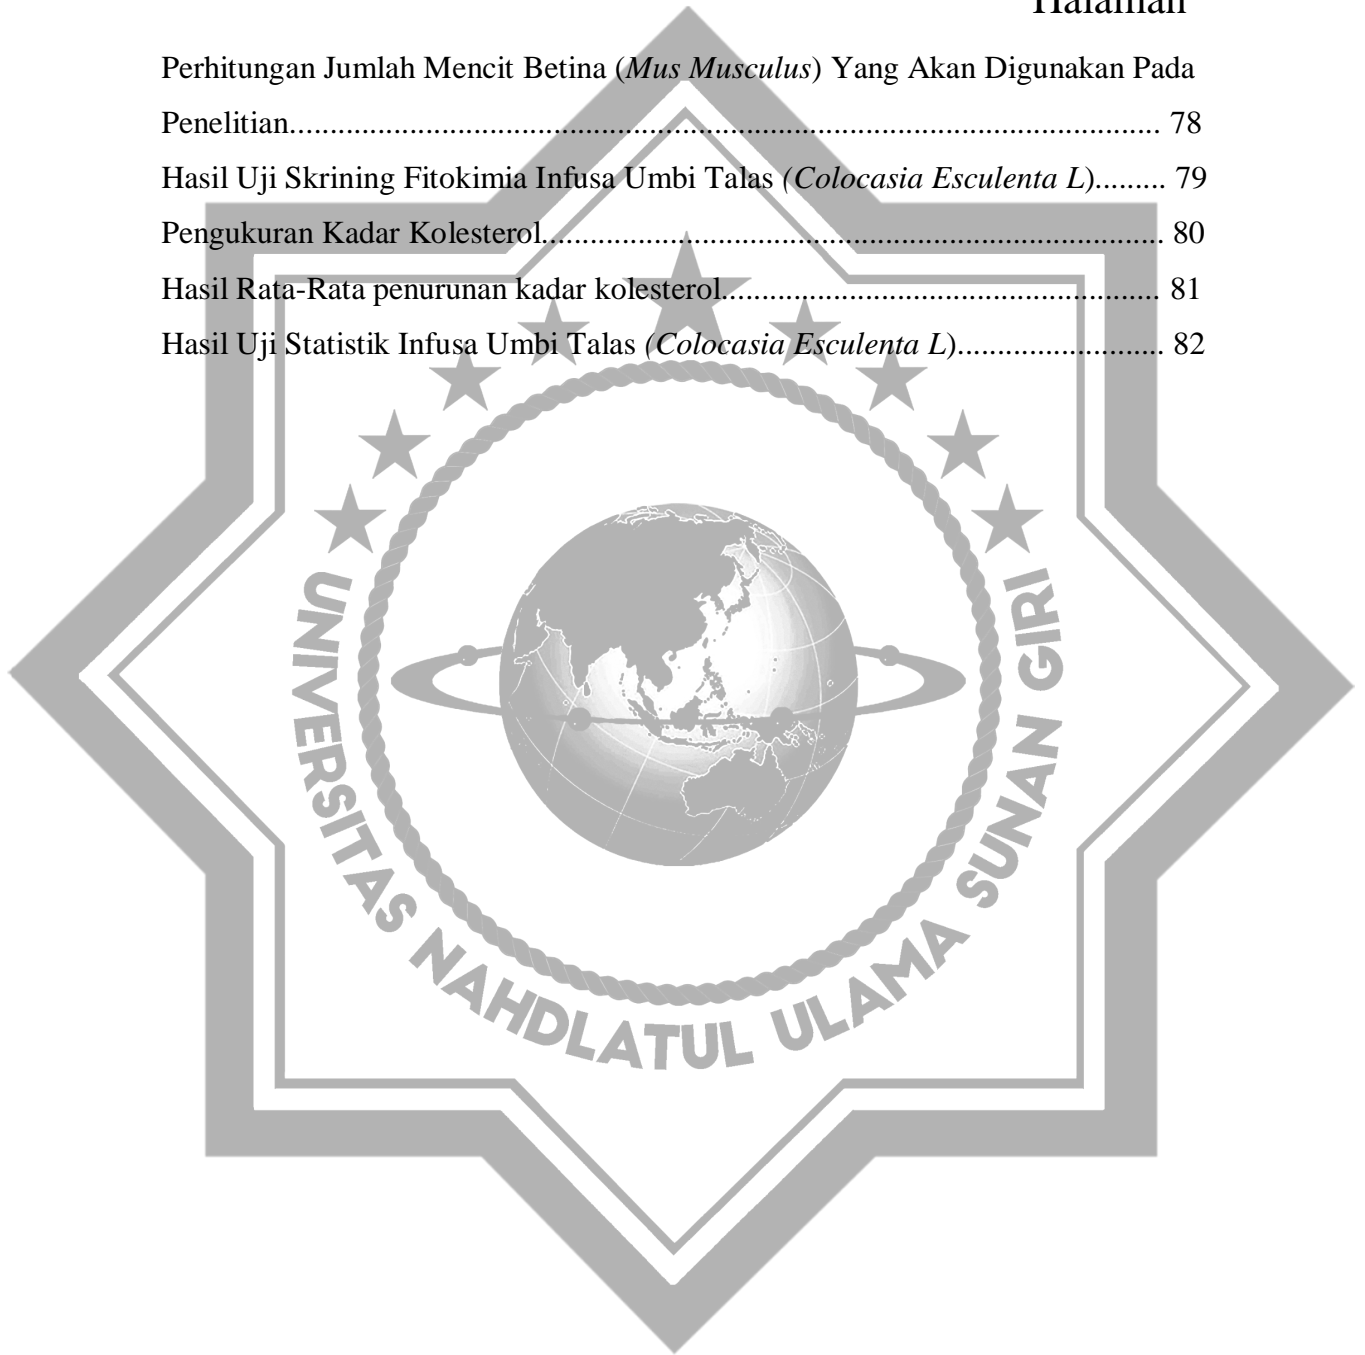 Halaman
Perhitungan Jumlah Mencit Betina (Mus Musculus) Yang Akan Digunakan Pada
Penelitian.......................................................................................................... 78
Hasil Uji Skrining Fitokimia Infusa Umbi Talas (Colocasia Esculenta L)......... 79
Pengukuran Kadar Kolesterol............................................................................ 80
Hasil Rata-Rata penurunan kadar kolesterol..................................................... 81
Hasil Uji Statistik Infusa Umbi Talas (Colocasia Esculenta L)......................... 82
UNIVERSITAS NAHDLATUL ULAMA SUNAN GIRI